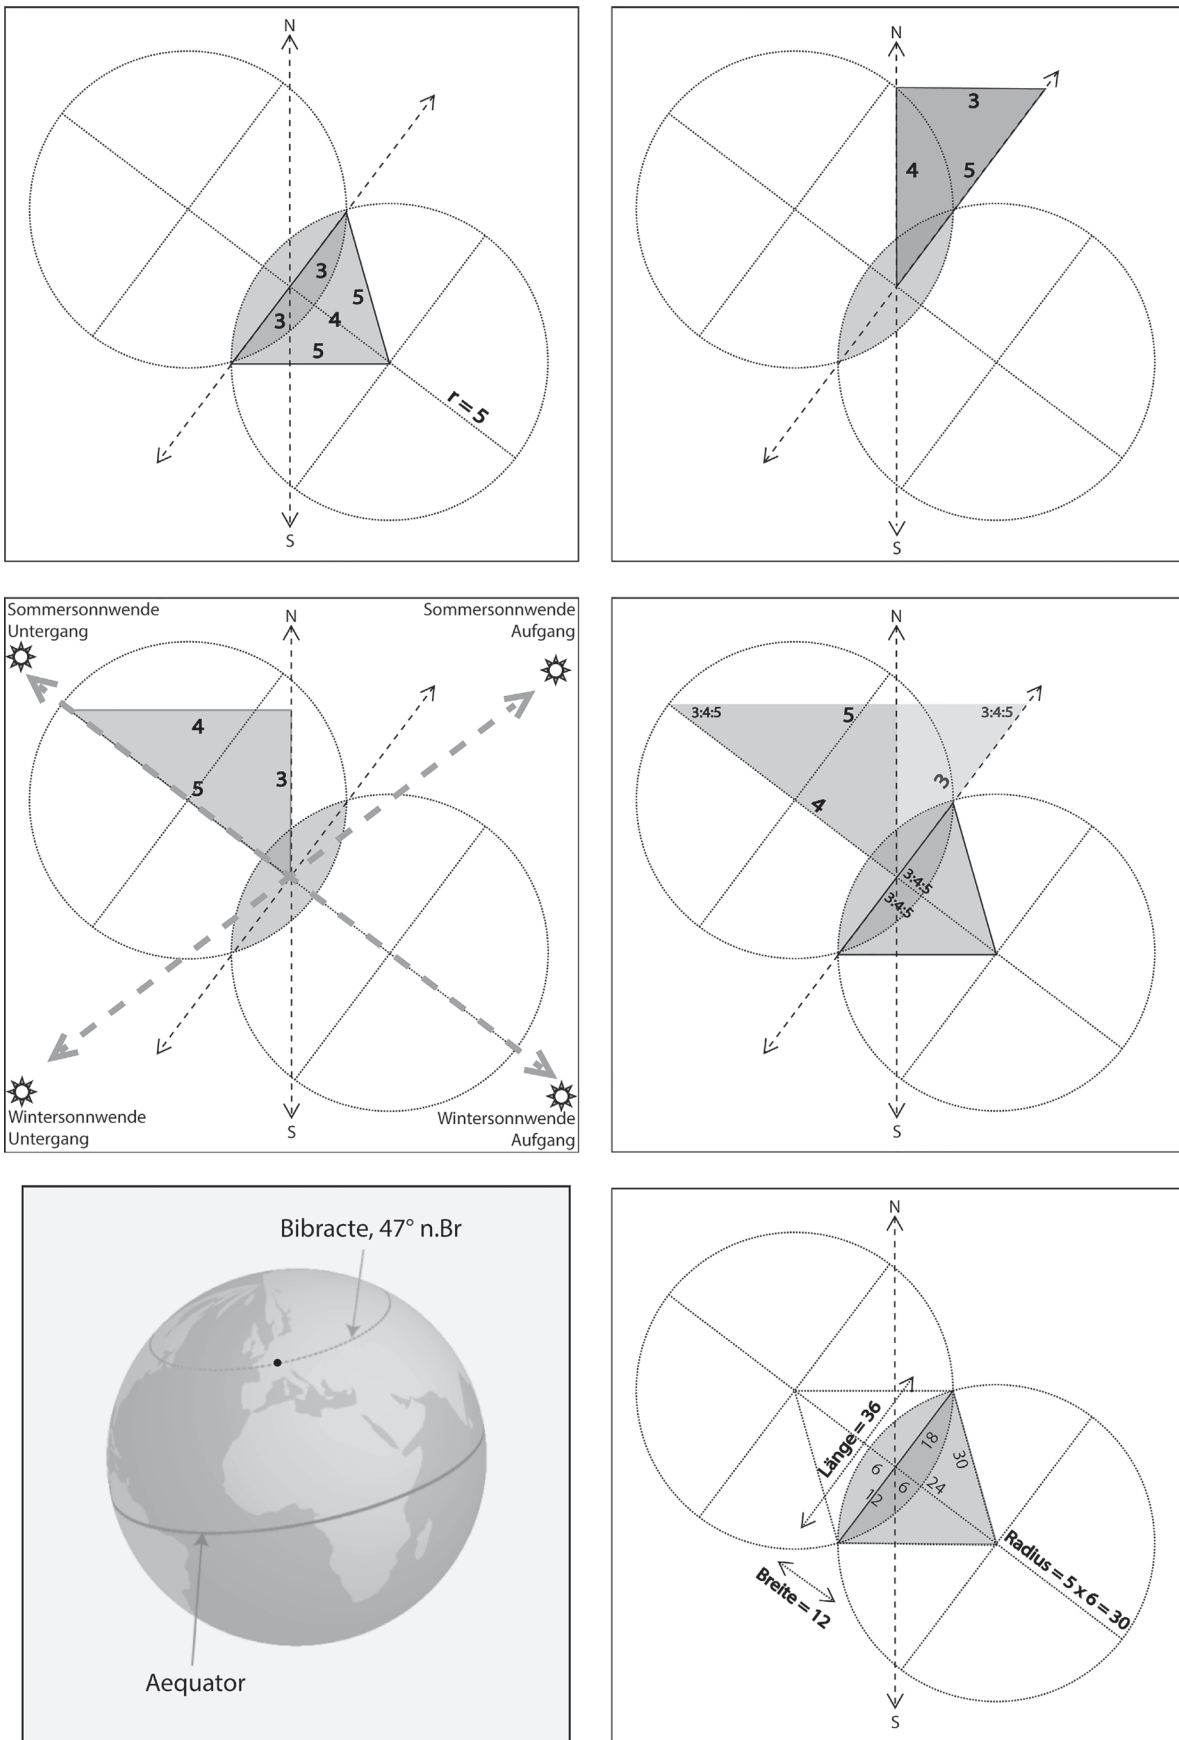 N
3
5
3
4
5
r = 5
S
N
3
4
5
S
Sommersonnwende
Untergang
N
Sommersonnwende
Aufgang
4
3
5
Wintersonnwende
Untergang
S
Wintersonnwende
Aufgang
N
3:4:5
5
3:4:5
3
4
3:4:5
3:4:5
S
Bibracte, 47° n.Br
Aequator
N
Länge = 36
18
30
6
6
24
12
Radius = 5 x 6 = 30
Breite = 12
S